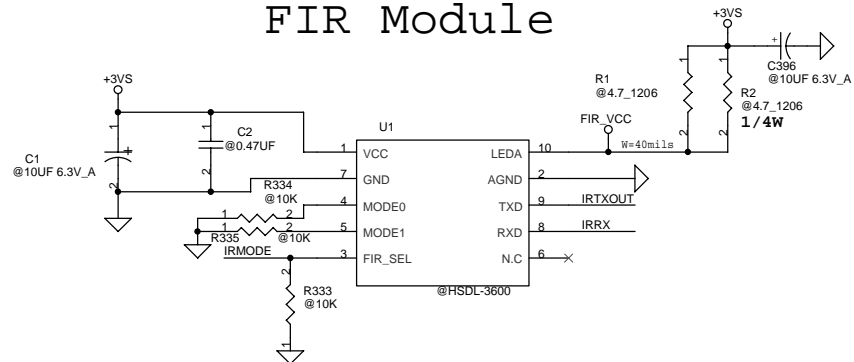 FIR Module
+3VS
+
C396
@10UF 6.3V_A
R1
@4.7_1206
1
2
1
2
R2
@4.7_1206
1/4W
FIR_VCC
W=40mils
+3VS
C1
@10UF 6.3V_A
1
+
2
1
2
C2
@0.47UF
U1
1 VCC
7 GND
4 MODE0
5 MODE1
3 FIR_SEL
LEDA 10
AGND 2
TXD 9
RXD 8
N.C 6
IRTXOUT
IRRX
@HSDL-3600
R334
@10K
1 2
1 2
R335 @10K
IRMODE
2
R333
@10K
1